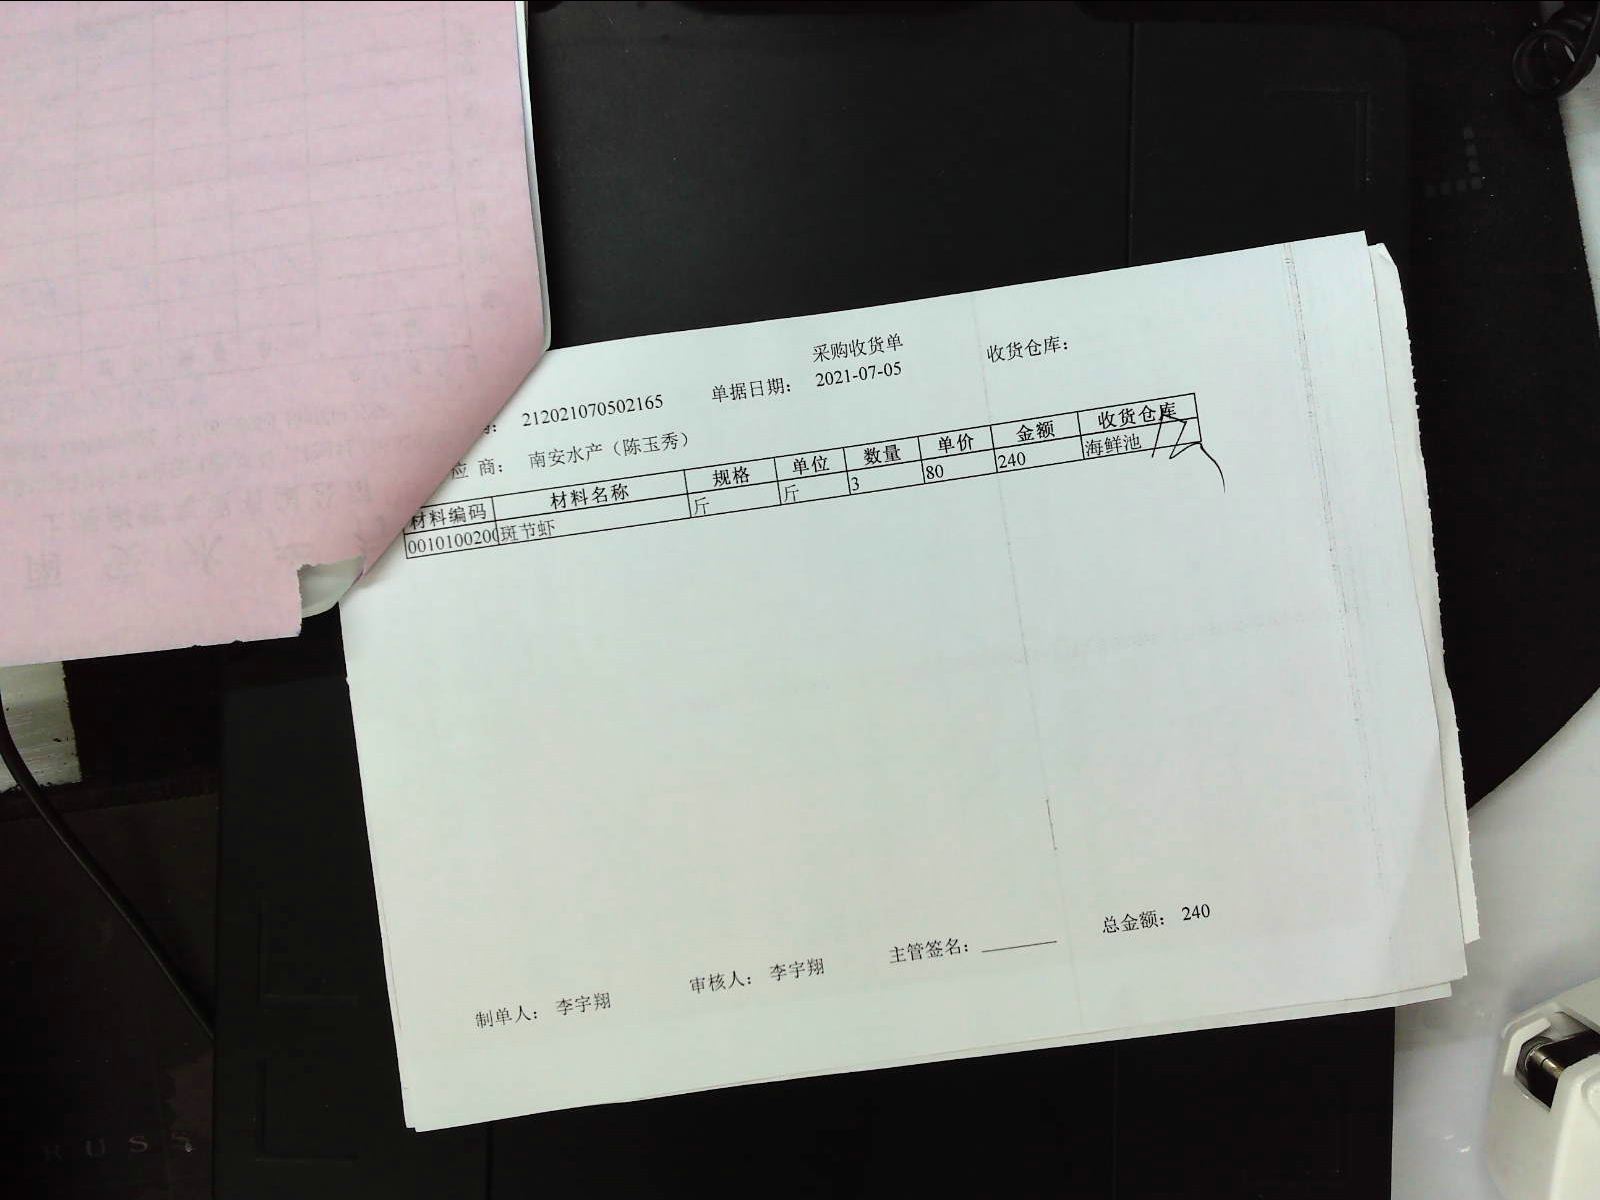 采购收货单
212021070502165 单据日期： 2021-07-05 收货仓库：
应 商： 南安水产（陈玉秀）
材料编码 材料名称 规格 单位 数量 单价 金额 收货仓库
0010100200 斑节虾 斤 斤 3 80 240 海鲜池
总金额： 240
制单人： 李宇翔 审核人： 李宇翔 主管签名：